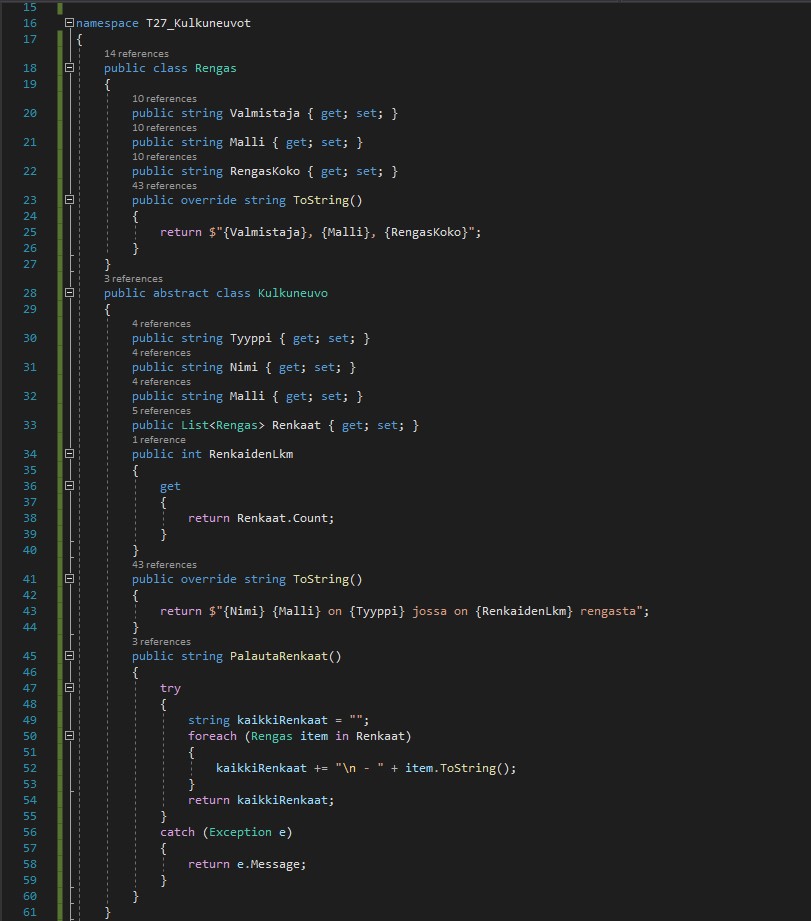 15
16 namespace T27_Kulkuneuvot
17 {
14 references
18 public class Rengas
19 {
10 references
20 public string Valmistaja { get; set; }
10 references
21 public string Malli { get; set; }
10 references
22 public string RengasKoko { get; set; }
43 references
23 public override string ToString()
24 {
25 return $"{Valmistaja}, {Malli}, {RengasKoko}";
26 }
27 }
3 references
28 public abstract class Kulkuneuvo
29 {
4 references
30 public string Tyyppi { get; set; }
4 references
31 public string Nimi { get; set; }
4 references
32 public string Malli { get; set; }
5 references
33 public List<Rengas> Renkaat { get; set; }
1 reference
34 public int RenkaidenLkm
35 {
36 get
37 {
38 return Renkaat.Count;
39 }
40 }
43 references
41 public override string ToString()
42 {
43 return $"{Nimi} {Malli} on {Tyyppi} jossa on {RenkaidenLkm} rengasta";
44 }
3 references
45 public string PalautaRenkaat()
46 {
47 try
48 {
49 string kaikkiRenkaat = "";
50 foreach (Rengas item in Renkaat)
51 {
52 kaikkiRenkaat += "\n - " + item.ToString();
53 }
54 return kaikkiRenkaat;
55 }
56 catch (Exception e)
57 {
58 return e.Message;
59 }
60 }
61 }